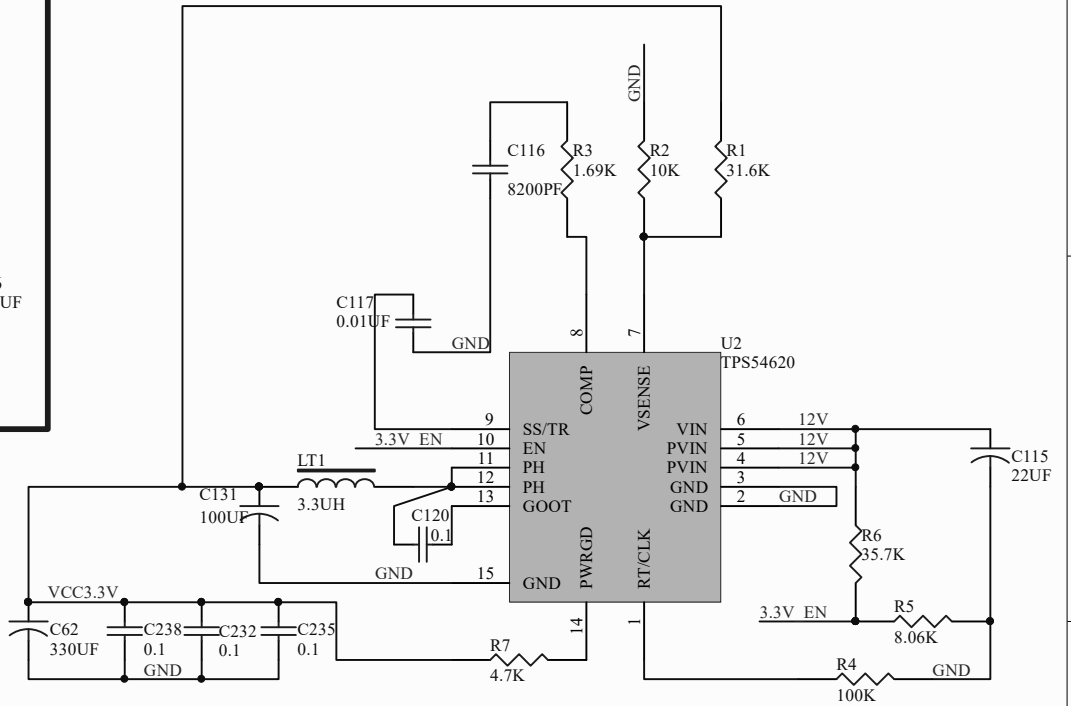 GND
C116
8200PF
R3
1.69K
R2
10K
R1
31.6K
UF
C117
0.01UF
GND
8
7
U2
TPS54620
COMP
VSENSE
9
SS/TR
VIN
6
12V
3.3V EN
10
EN
PVIN
5
12V
11
PH
PVIN
4
12V
C115
22UF
LT1
3.3UH
12
PH
GND
3
13
GOOT
GND
2
GND
C131
100UF
C120
0.1
R6
35.7K
PWRGD
RT/CLK
GND
15
GND
VCC3.3V
14
1
3.3V EN
R5
8.06K
C62
330UF
C238
0.1
C232
0.1
C235
0.1
GND
R7
4.7K
R4
100K
GND